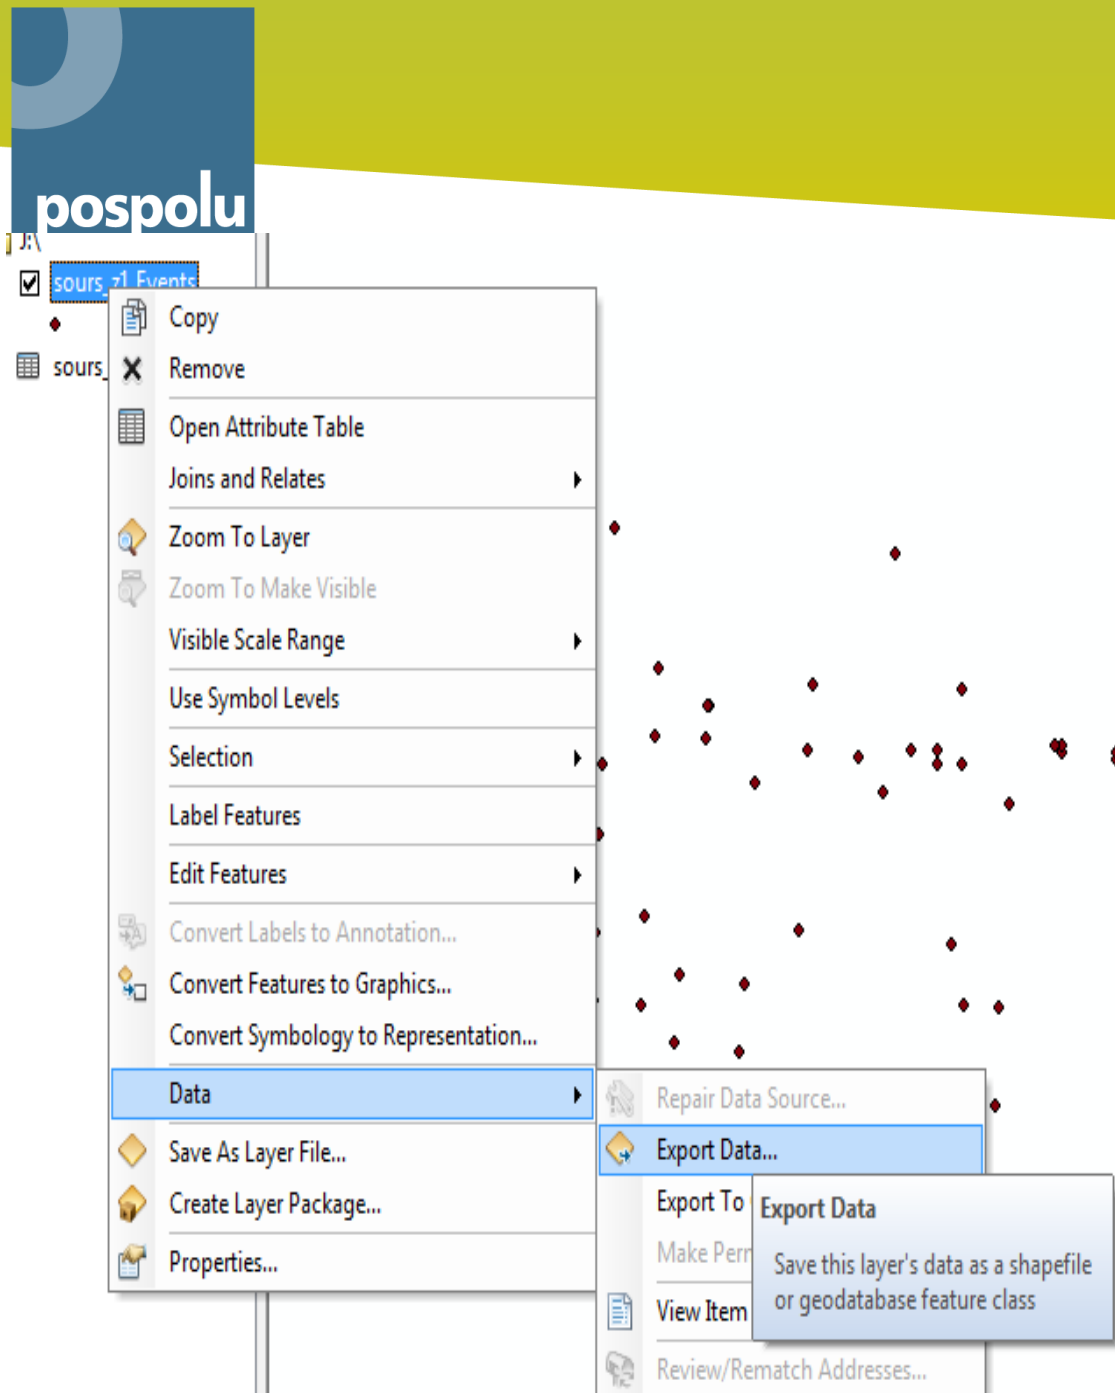 pospolu
J:\
sours_z1 Events
sours_
Copy
Remove
Open Attribute Table
Joins and Relates
Zoom To Layer
Zoom To Make Visible
Visible Scale Range
Use Symbol Levels
Selection
Label Features
Edit Features
Convert Labels to Annotation...
Convert Features to Graphics...
Convert Symbology to Representation...
Data
Save As Layer File...
Create Layer Package...
Properties...
Repair Data Source...
Export Data...
Export To
Make Perm
View Item
Review/Rematch Addresses...
Export Data
Save this layer's data as a shapefile
or geodatabase feature class